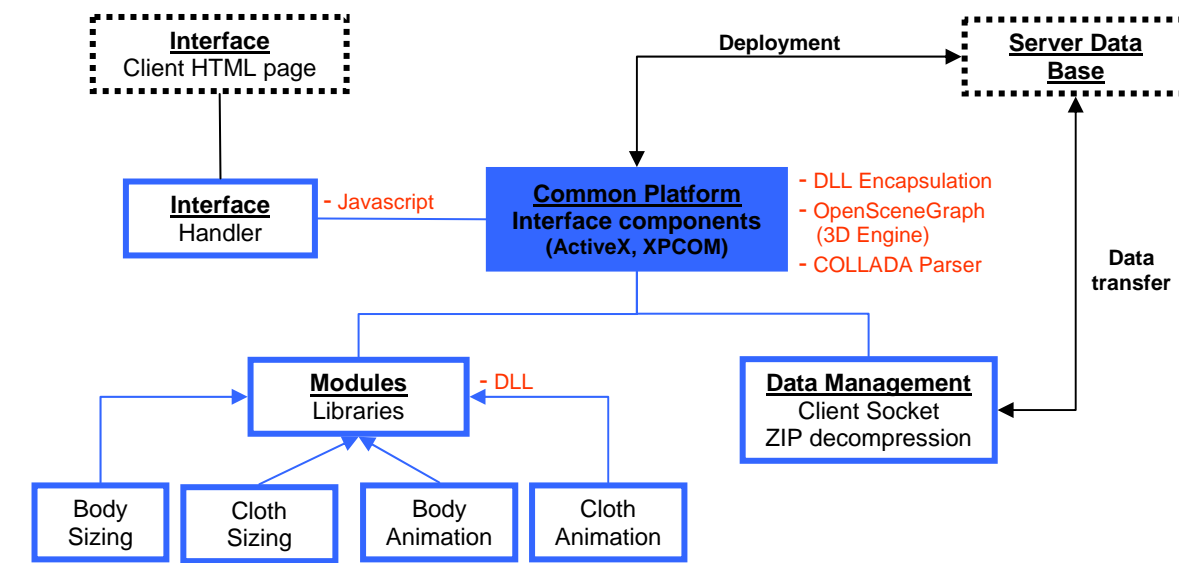 Interface
Client HTML page
Deployment
Server Data
Base
Interface
Handler
- Javascript
Common Platform
Interface components
(ActiveX, XPCOM)
- DLL Encapsulation
- OpenSceneGraph
(3D Engine)
- COLLADA Parser
Data
transfer
Modules
Libraries
- DLL
Data Management
Client Socket
ZIP decompression
Body
Sizing
Cloth
Sizing
Body
Animation
Cloth
Animation